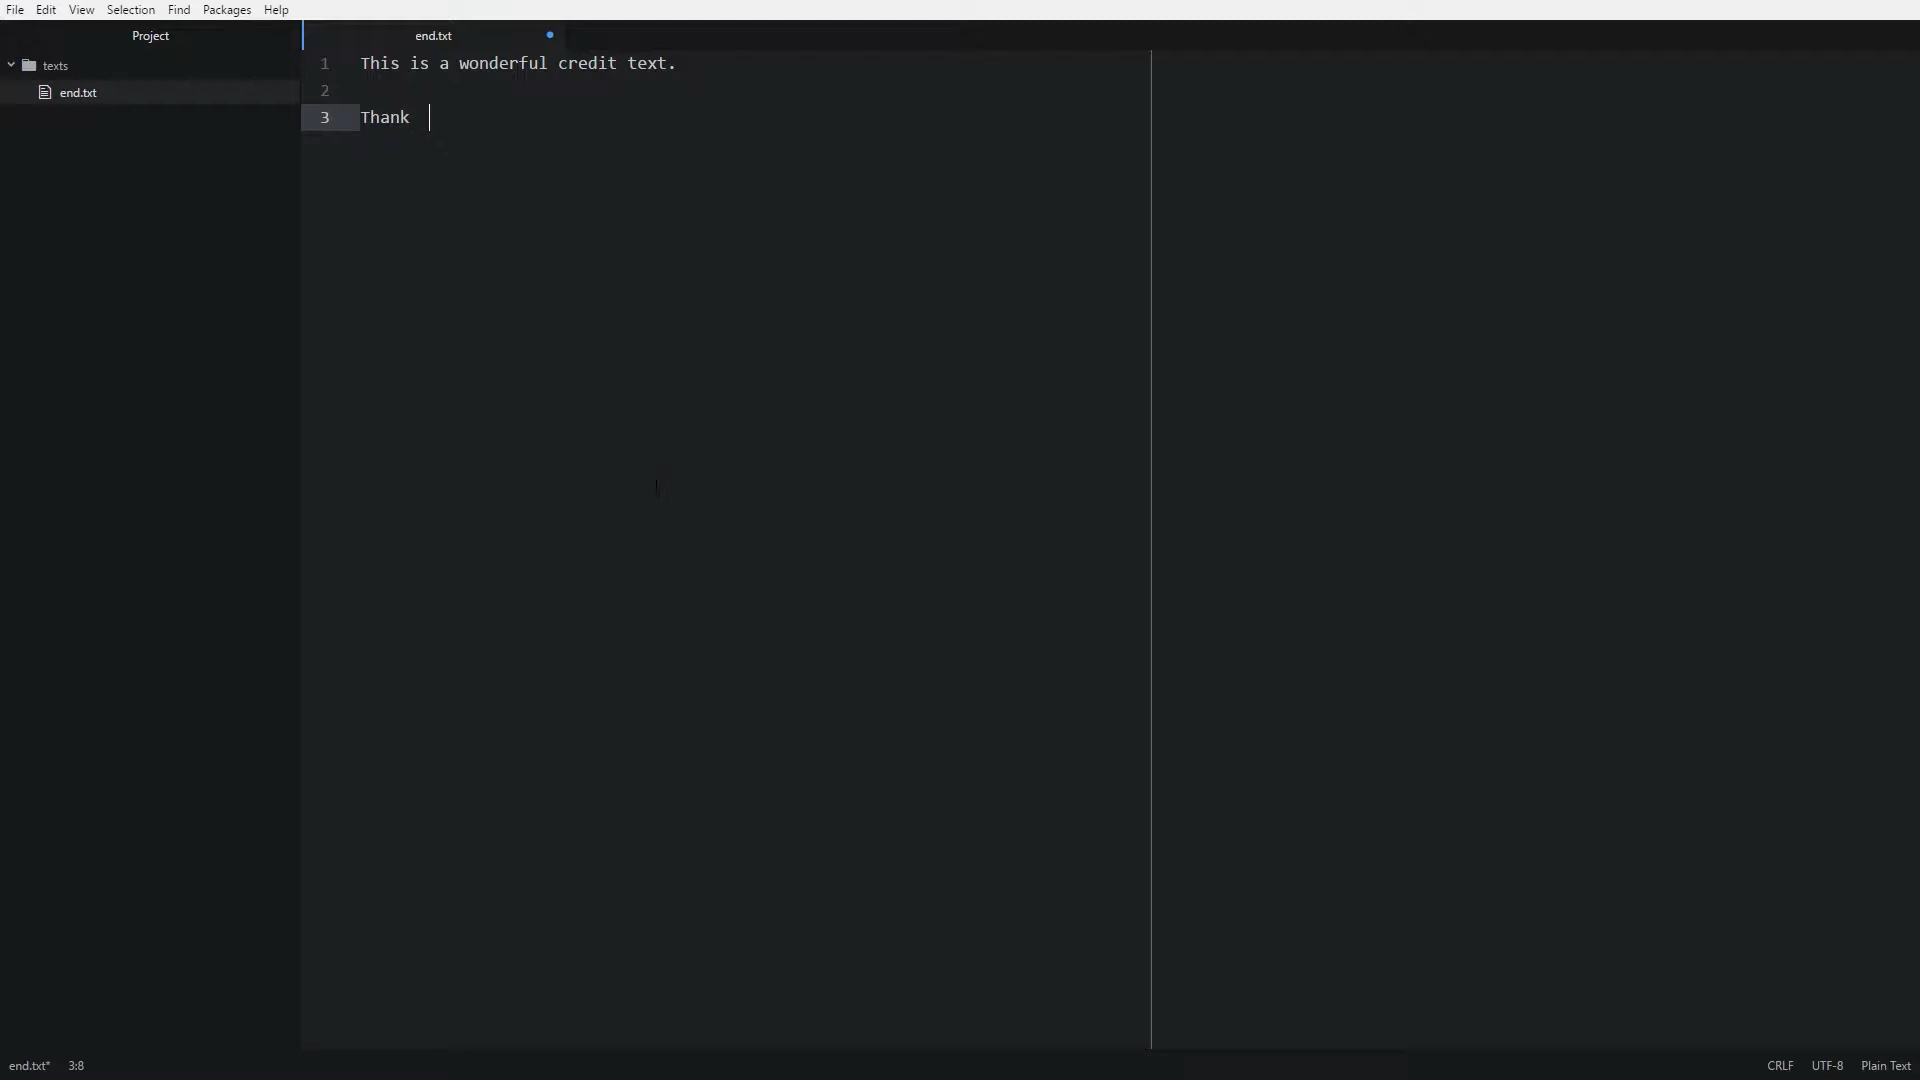 File Edit View Selection Find Packages Help
Project
end.txt
texts
end.txt
1 This is a wonderful credit text.
2
3 Thank
end.txt* 3:8
CRLF UTF-8 Plain Text